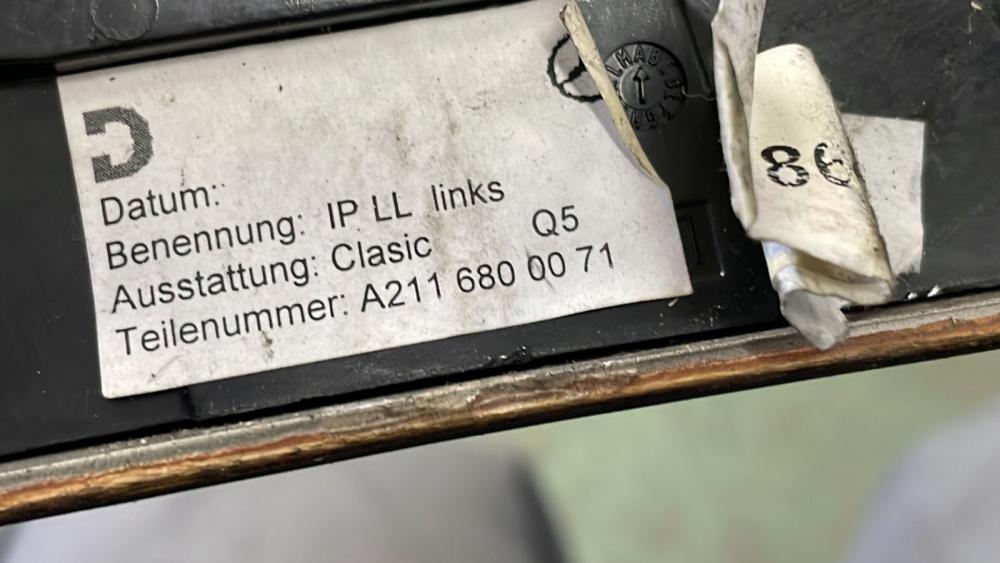 Datum:
Benennung: IP LL links
Ausstattung: Clasic Q5
Teilenummer: A211 680 00 71
86